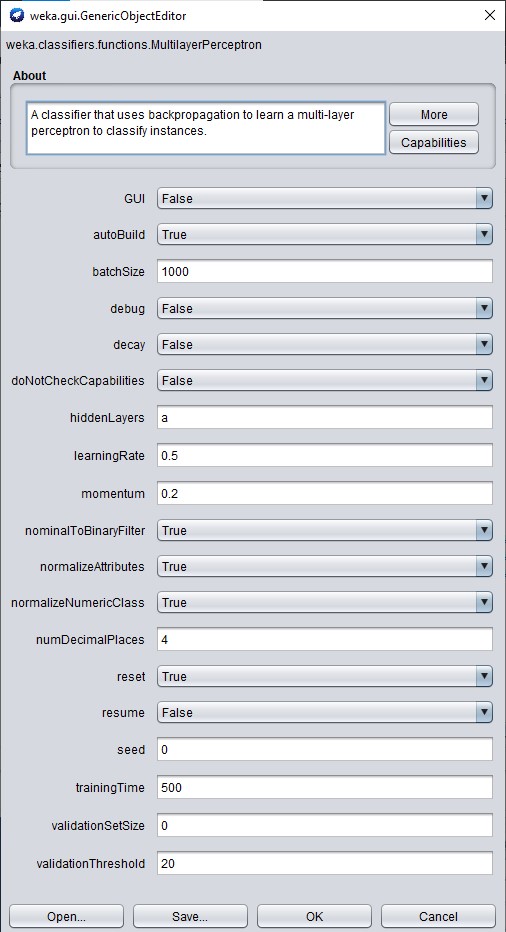 weka.gui.GenericObjectEditor
weka.classifiers.functions.MultilayerPerceptron
About
A classifier that uses backpropagation to learn a multi-layer
perceptron to classify instances.
More
Capabilities
GUI False
autoBuild True
batchSize 1000
debug False
decay False
doNotCheckCapabilities False
hiddenLayers a
learningRate 0.5
momentum 0.2
nominalToBinaryFilter True
normalizeAttributes True
normalizeNumericClass True
numDecimalPlaces 4
reset True
resume False
seed 0
trainingTime 500
validationSetSize 0
validationThreshold 20
Open... Save... OK Cancel